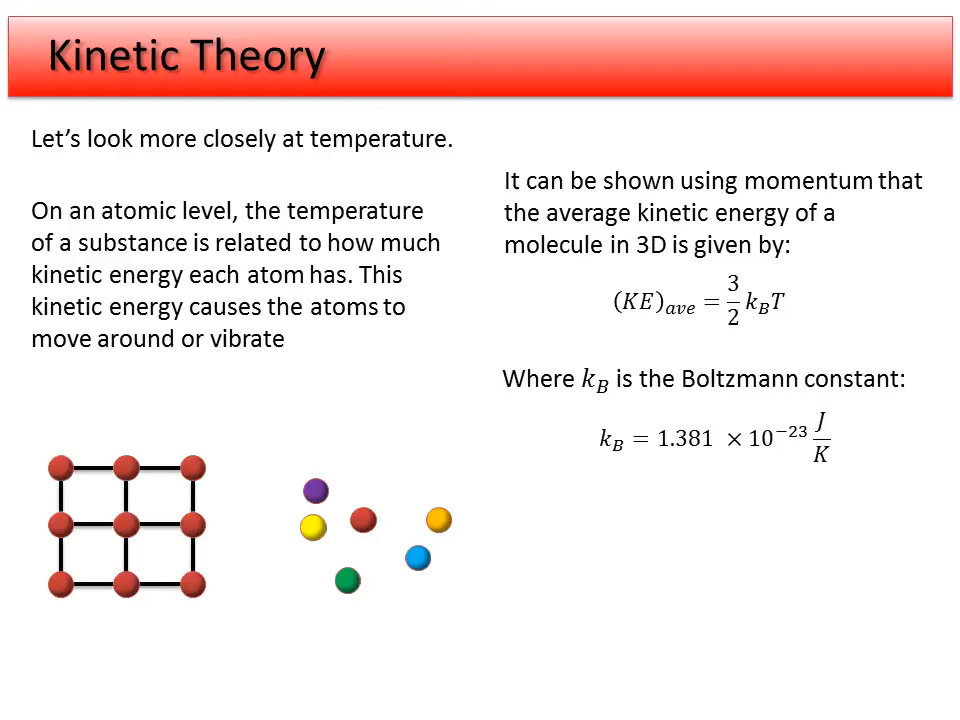 Kinetic Theory
Let's look more closely at temperature.
On an atomic level, the temperature
of a substance is related to how much
kinetic energy each atom has. This
kinetic energy causes the atoms to
move around or vibrate
It can be shown using momentum that
the average kinetic energy of a
molecule in 3D is given by:
(KE)ₐᵥₑ = 3/2 k_B T
Where k_B is the Boltzmann constant:
k_B = 1.381 × 10⁻²³ J/K